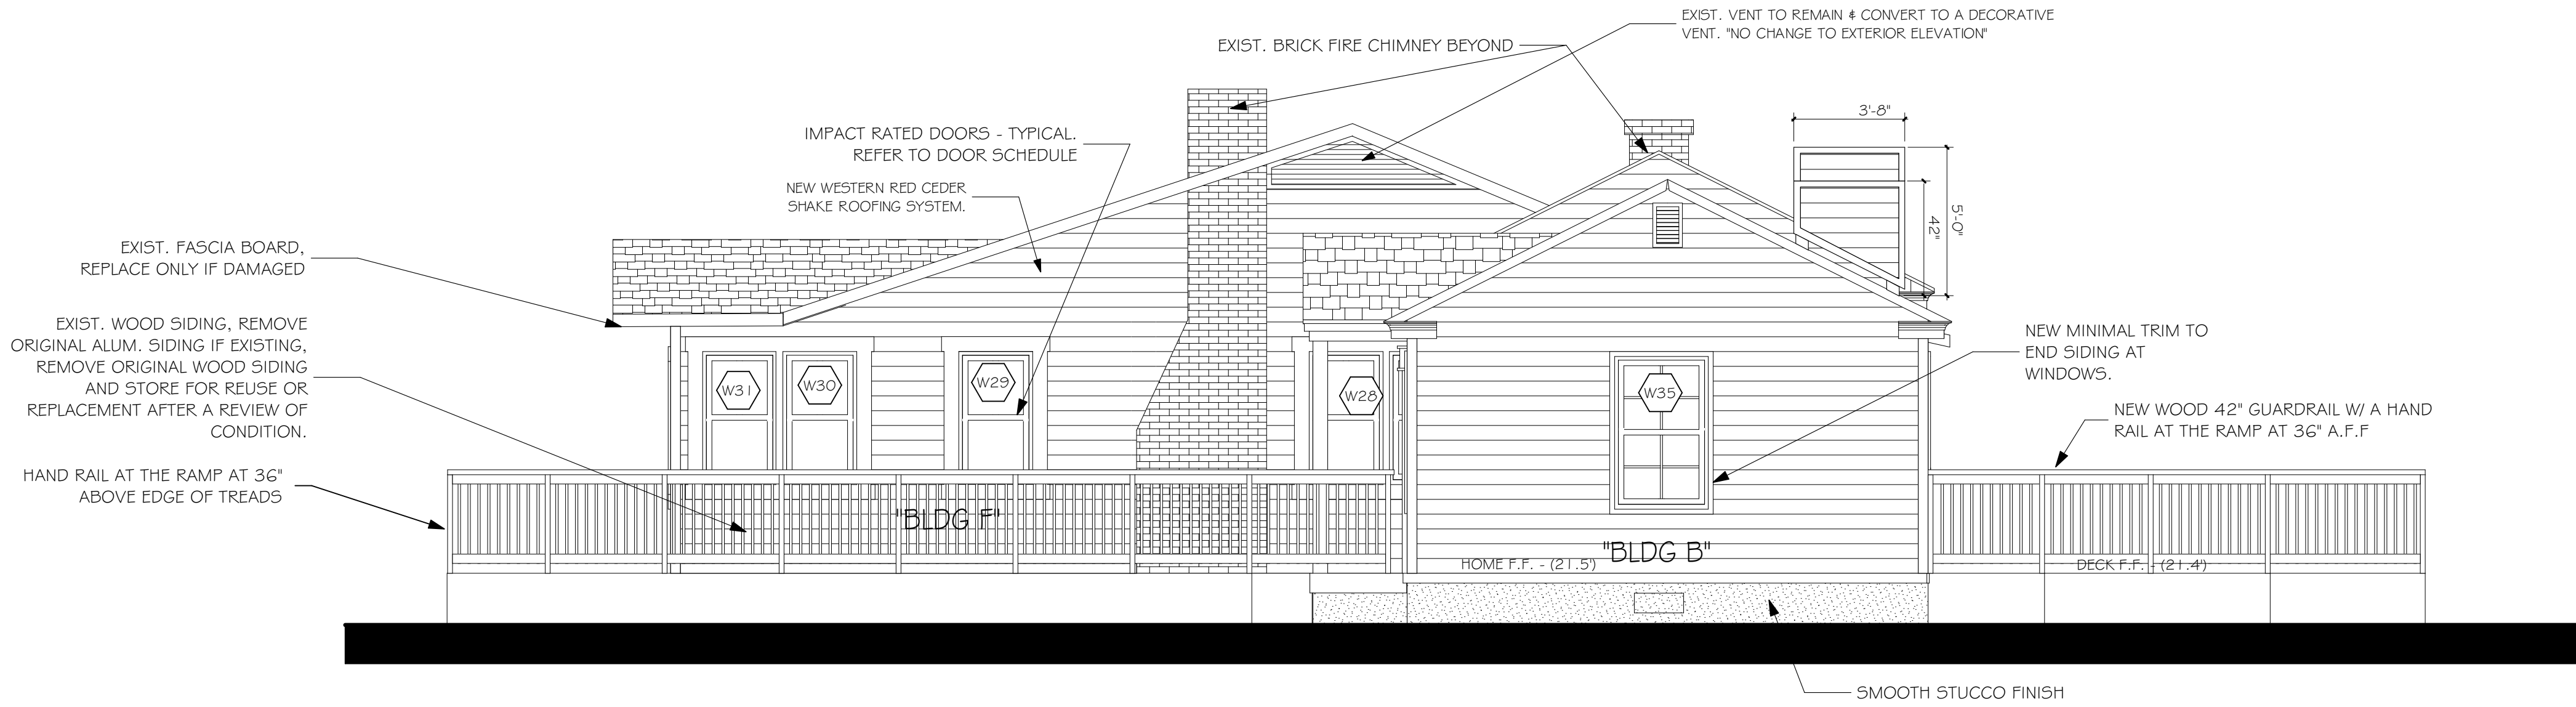 EXIST. VENT TO REMAIN & CONVERT TO A DECORATIVE
VENT. "NO CHANGE TO EXTERIOR ELEVATION"
EXIST. BRICK FIRE CHIMNEY BEYOND
3'-8"
IMPACT RATED DOORS - TYPICAL.
REFER TO DOOR SCHEDULE
NEW WESTERN RED CEDER
SHAKE ROOFING SYSTEM.
5'-0"
42"
EXIST. FASCIA BOARD,
REPLACE ONLY IF DAMAGED
EXIST. WOOD SIDING, REMOVE
ORIGINAL ALUM. SIDING IF EXISTING,
REMOVE ORIGINAL WOOD SIDING
AND STORE FOR REUSE OR
REPLACEMENT AFTER A REVIEW OF
CONDITION.
NEW MINIMAL TRIM TO
END SIDING AT
WINDOWS.
W31
W30
W29
W28
W35
NEW WOOD 42" GUARDRAIL W/ A HAND
RAIL AT THE RAMP AT 36" A.F.F
HAND RAIL AT THE RAMP AT 36"
ABOVE EDGE OF TREADS
"BLDG F"
"BLDG B"
HOME F.F. - (21.5')
DECK F.F. - (21.4')
SMOOTH STUCCO FINISH